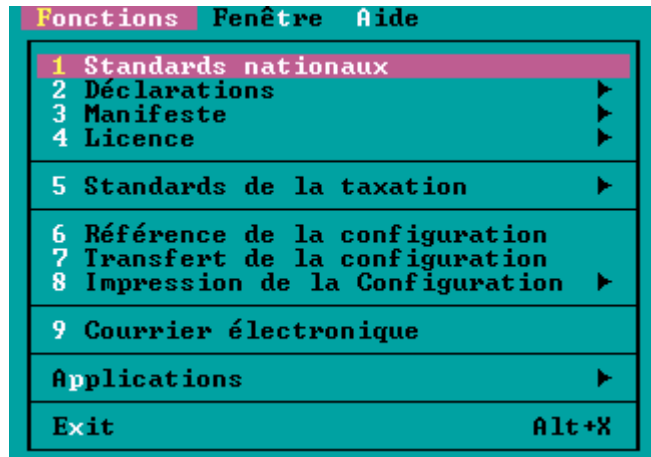 Fonctions Fenêtre Aide
1 Standards nationaux
2 Déclarations
3 Manifeste
4 Licence
5 Standards de la taxation
6 Référence de la configuration
7 Transfert de la configuration
8 Impression de la Configuration
9 Courrier électronique
Applications
Exit Alt+X